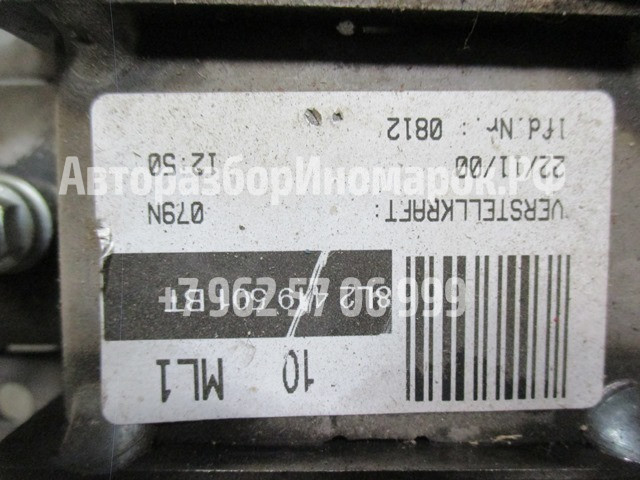 ML1 10
8L2 419 501 BT
VERSTELLKRAFT: 079N
22/11/00 12:50
lfd.Nr.: 0812
АвторазборИномарок.РФ
+7 962 57 06 999